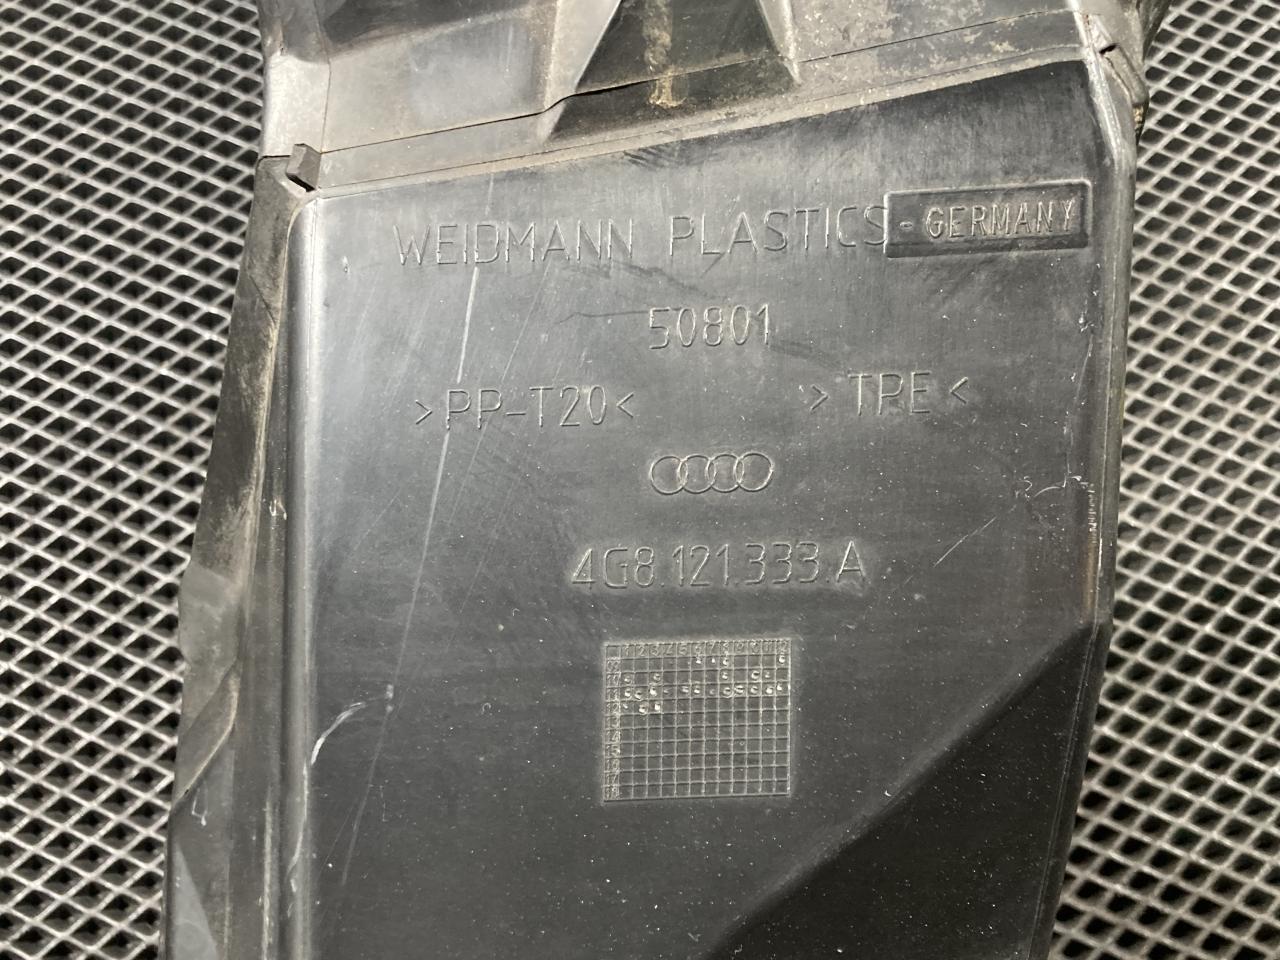 WEIDMANN PLASTICS - GERMANY
50801
>PP-T20< >TPE<
4G8.121.333.A